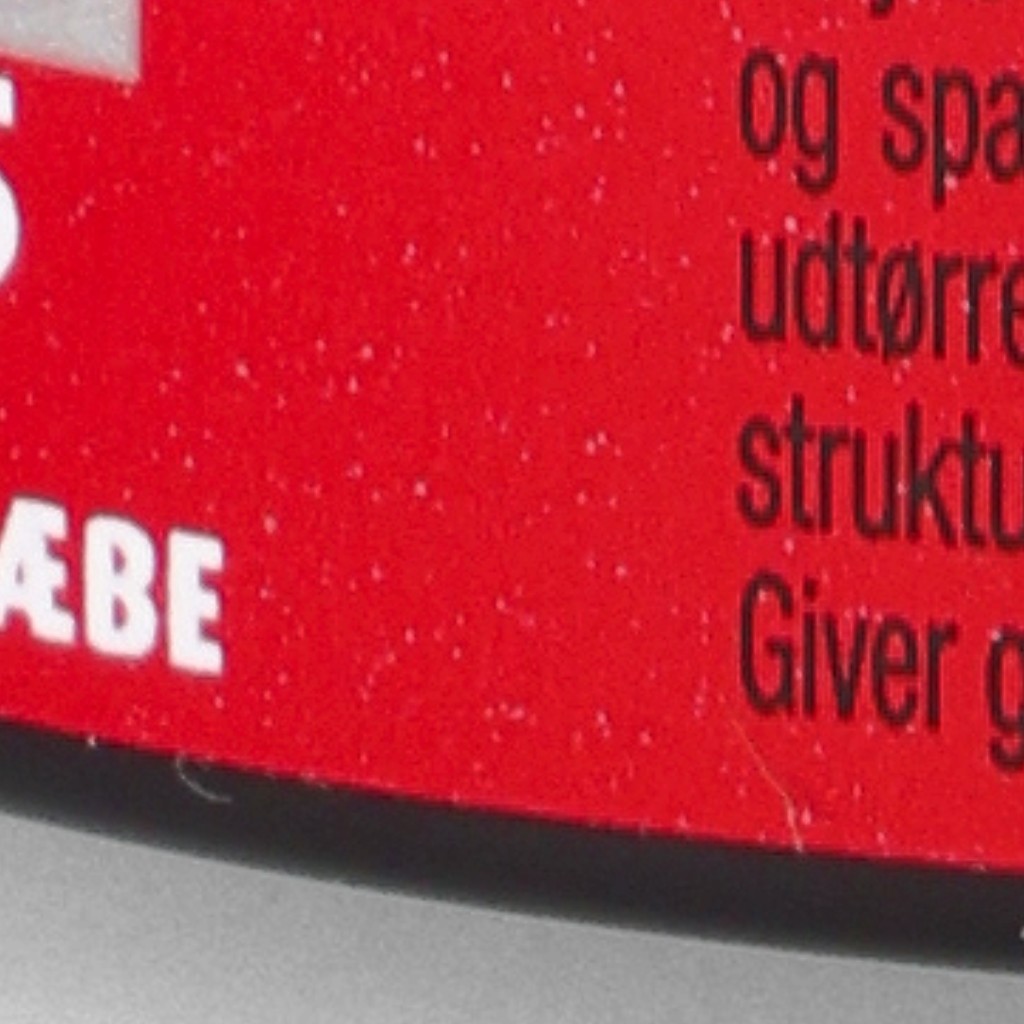 ÆBE
og spa
udtørre
struktu
Giver g